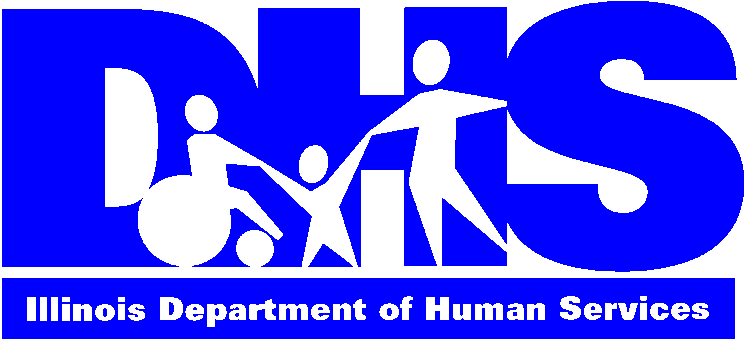 DHS
Illinois Department of Human Services